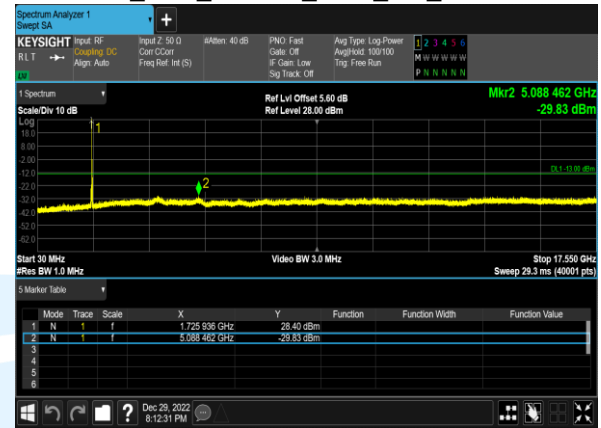 Spectrum Analyzer 1
Swept SA
+
KEYSIGHT Input: RF Input Z: 50 Ω #Atten: 40 dB PNO: Fast Avg Type: Log-Power 1 2 3 4 5 6
RLT Coupling: DC Corr CCorr Gate: Off Avg|Hold: 100/100 M W W W W W
Align: Auto Freq Ref: Int (S) IF Gain: Low Trig: Free Run
Sig Track: Off P N N N N N
1 Spectrum Ref Lvl Offset 5.60 dB Mkr2 5.088 462 GHz
Scale/Div 10 dB Ref Level 28.00 dBm -29.83 dBm
Log
18.0 1
8.00
-2.00
-12.0 DL1 -13.00 dBm
-22.0 2
-32.0
-42.0
-52.0
-62.0
Start 30 MHz Video BW 3.0 MHz Stop 17.550 GHz
#Res BW 1.0 MHz Sweep 29.3 ms (40001 pts)
5 Marker Table
Mode Trace Scale X Y Function Function Width Function Value
1 N 1 f 1.725 936 GHz 28.40 dBm
2 N 1 f 5.088 462 GHz -29.83 dBm
3
4
5
6
? Dec 29, 2022
8:12:31 PM